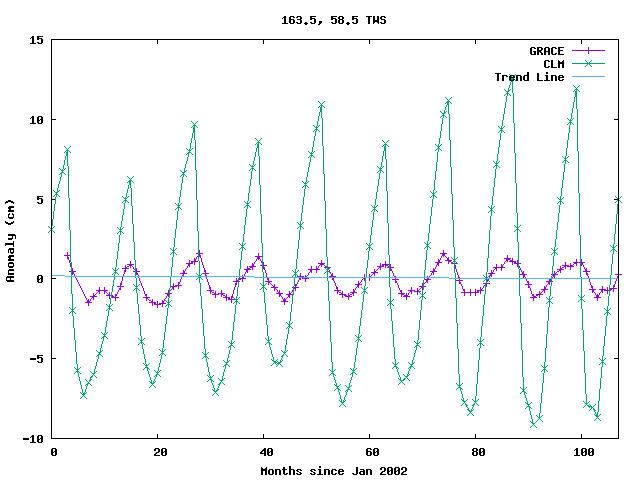 163.5, 58.5 TWS
15
GRACE
CLM
Trend Line
10
5
0
-5
-10
Anomaly (cm)
0 20 40 60 80 100
Months since Jan 2002